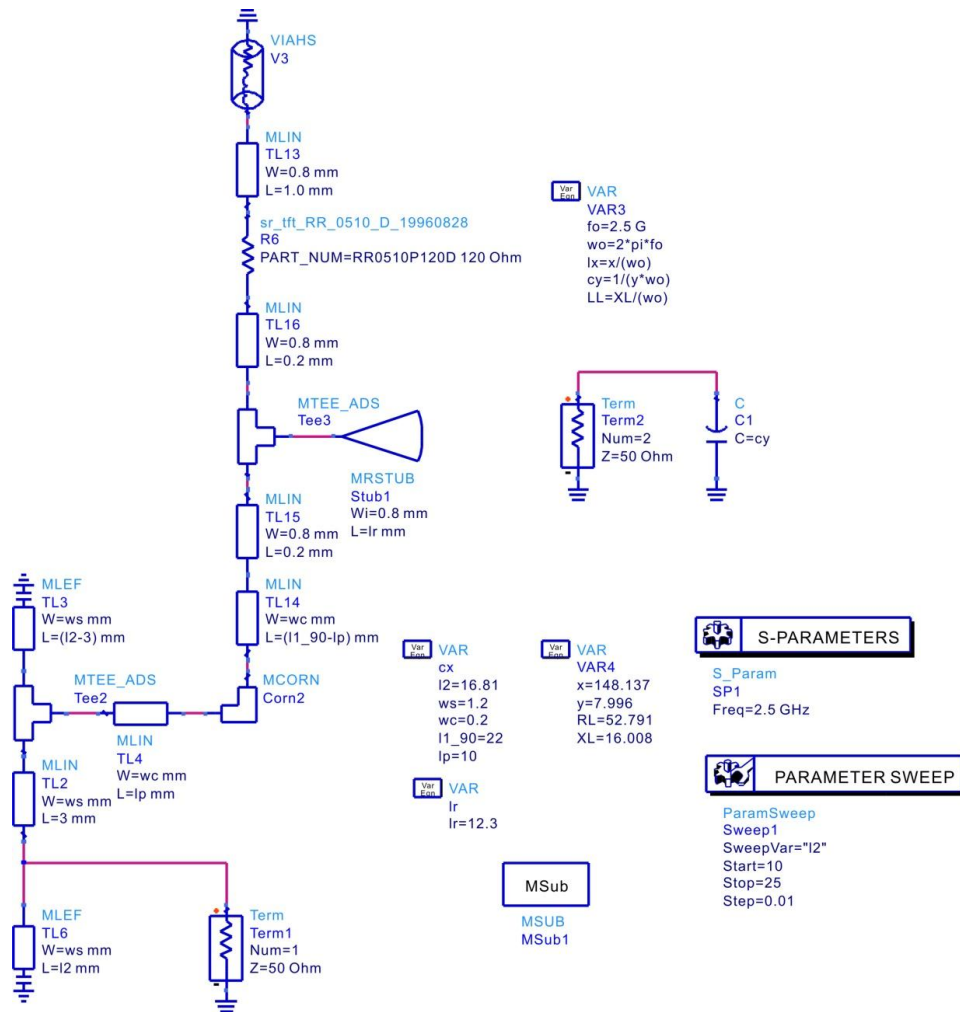 VIAHS
V3
MLIN
TL13
W=0.8 mm
L=1.0 mm
sr_tft_RR_0510_D_19960828
R6
PART_NUM=RR0510P120D 120 Ohm
MLIN
TL16
W=0.8 mm
L=0.2 mm
MTEE_ADS
Tee3
MRSTUB
Stub1
Wi=0.8 mm
L=lr mm
MLIN
TL15
W=0.8 mm
L=0.2 mm
MLIN
TL14
W=wc mm
L=(l1_90-lp) mm
MLEF
TL3
W=ws mm
L=(l2-3) mm
MTEE_ADS
Tee2
MCORN
Corn2
MLIN
TL4
W=wc mm
L=lp mm
MLIN
TL2
W=ws mm
L=3 mm
MLEF
TL6
W=ws mm
L=l2 mm
Term
Term1
Num=1
Z=50 Ohm
Var
Eqn
VAR
VAR3
fo=2.5 G
wo=2*pi*fo
lx=x/(wo)
cy=1/(y*wo)
LL=XL/(wo)
Term
Term2
Num=2
Z=50 Ohm
C
C1
C=cy
Var
Eqn
VAR
cx
l2=16.81
ws=1.2
wc=0.2
l1_90=22
lp=10
Var
Eqn
VAR
VAR4
x=148.137
y=7.996
RL=52.791
XL=16.008
Var
Eqn
VAR
lr
lr=12.3
MSub
MSUB
MSub1
S-PARAMETERS
S_Param
SP1
Freq=2.5 GHz
PARAMETER SWEEP
ParamSweep
Sweep1
SweepVar="l2"
Start=10
Stop=25
Step=0.01